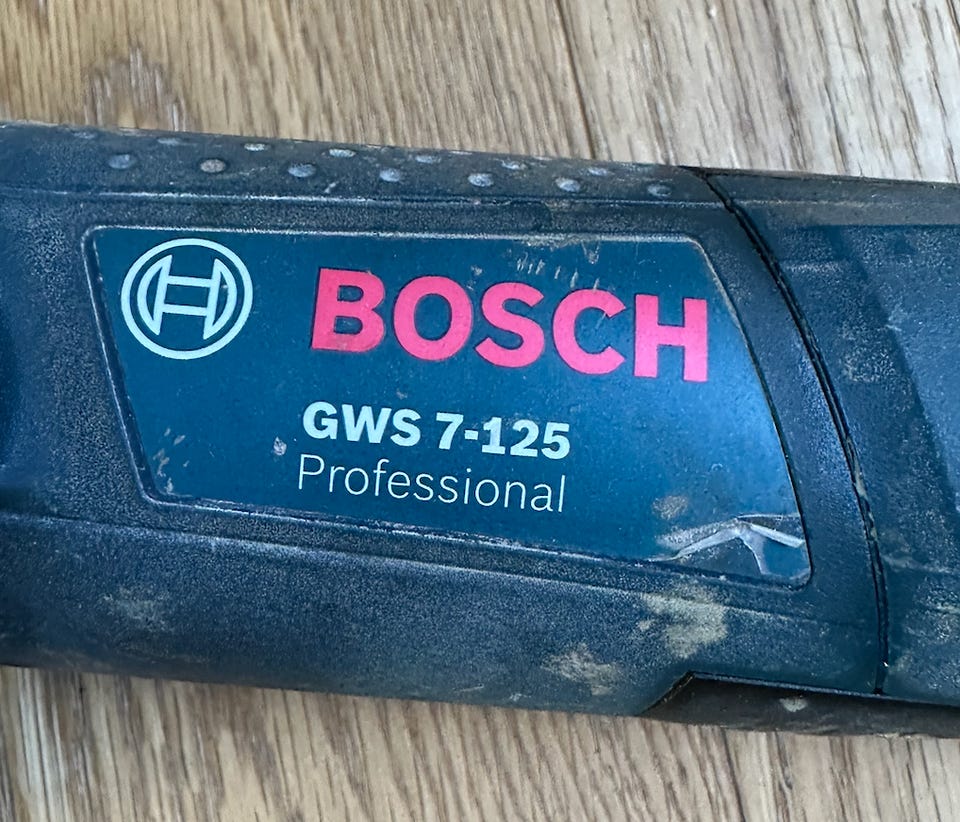 BOSCH
GWS 7-125
Professional